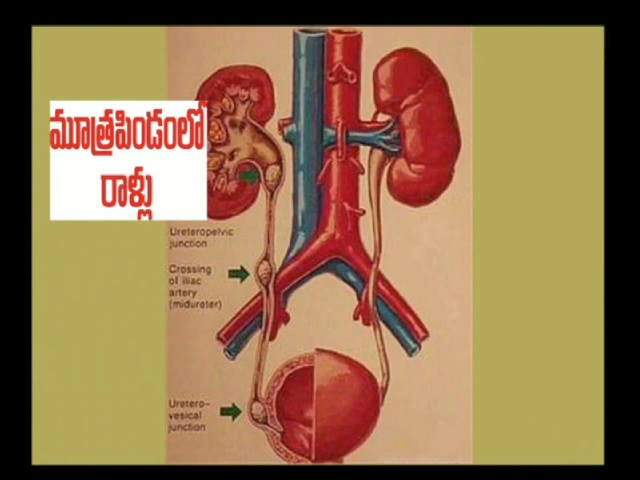 మూత్రపిండంలో
రాళ్లు
Ureteropelvic
junction
Crossing
of iliac
artery
(midureter)
Uretero-
vesical
junction